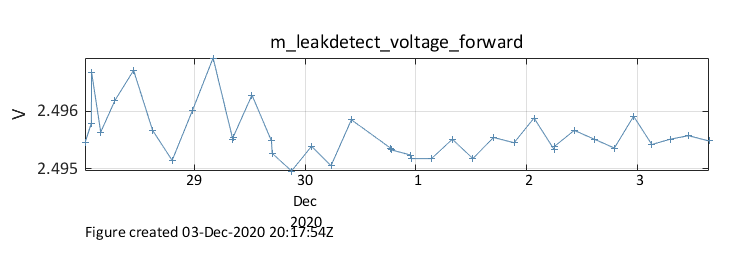 m_leakdetect_voltage_forward
V
2.496
2.495
29 30 1 2 3
Dec
2020
Figure created 03-Dec-2020 20:17:54Z